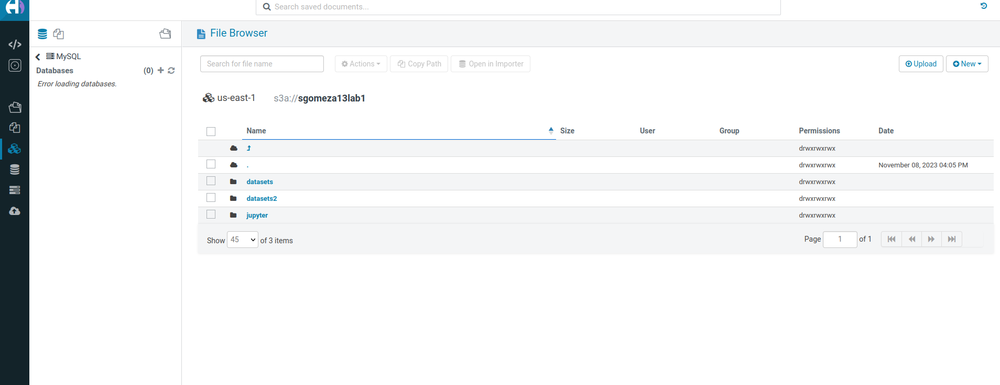 Search saved documents...
File Browser
MySQL
Databases (0)
Error loading databases.
Search for file name Actions Copy Path Open in Importer Upload New
us-east-1 s3a://sgomeza13lab1
Name Size User Group Permissions Date
drwxrwxrwx
. drwxrwxrwx November 08, 2023 04:05 PM
datasets drwxrwxrwx
datasets2 drwxrwxrwx
jupyter drwxrwxrwx
Show 45 of 3 items Page 1 of 1